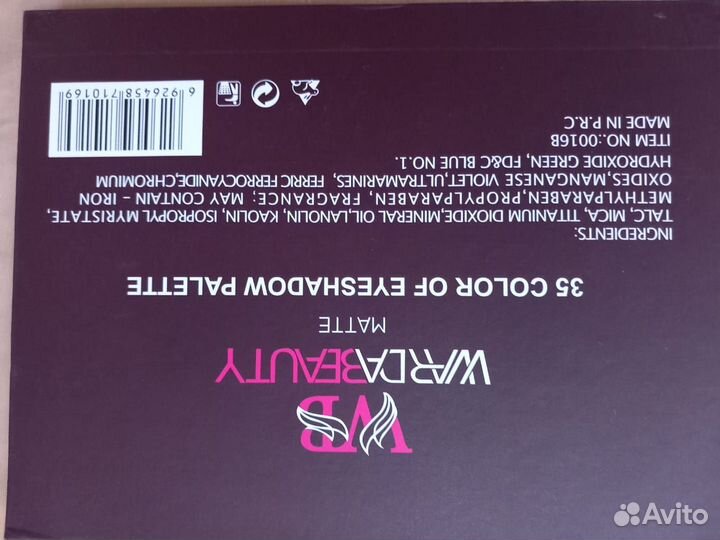 WB
WARDABEAUTY
MATTE
35 COLOR OF EYESHADOW PALETTE
INGREDIENTS:
TALC, MICA, TITANIUM DIOXIDE,MINERAL OIL,LANOLIN, KAOLIN, ISOPROPYL MYRISTATE,
METHYLPARABEN,PROPYLPARABEN, FRAGRANCE; MAY CONTAIN - IRON
OXIDES,MANGANESE VIOLET,ULTRAMARINES, FERRIC FERROCYANIDE,CHROMIUM
HYDROXIDE GREEN, FD&C BLUE NO.1.
ITEM NO.:0016B
MADE IN P.R.C
6 926458 710169
Avito